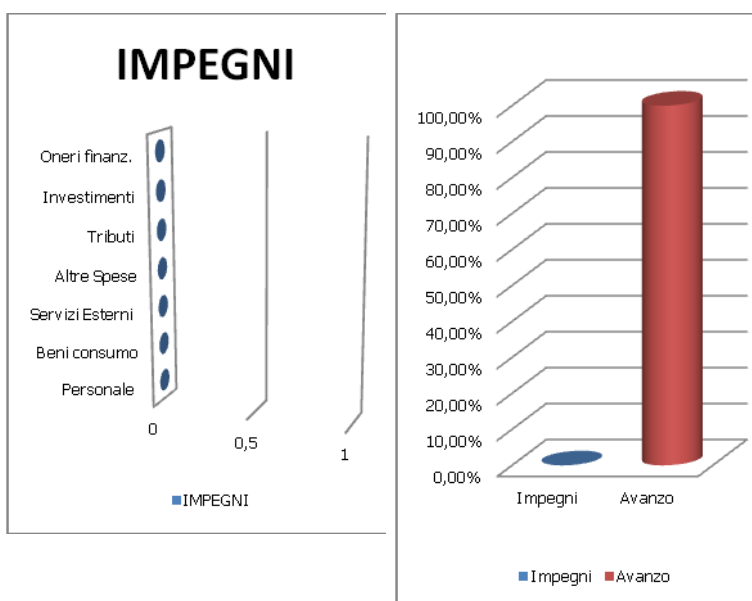 IMPEGNI
Oneri finanz.
Investimenti
Tributi
Altre Spese
Servizi Esterni
Beni consumo
Personale
0
0,5
1
IMPEGNI
100,00%
90,00%
80,00%
70,00%
60,00%
50,00%
40,00%
30,00%
20,00%
10,00%
0,00%
Impegni Avanzo
Impegni Avanzo